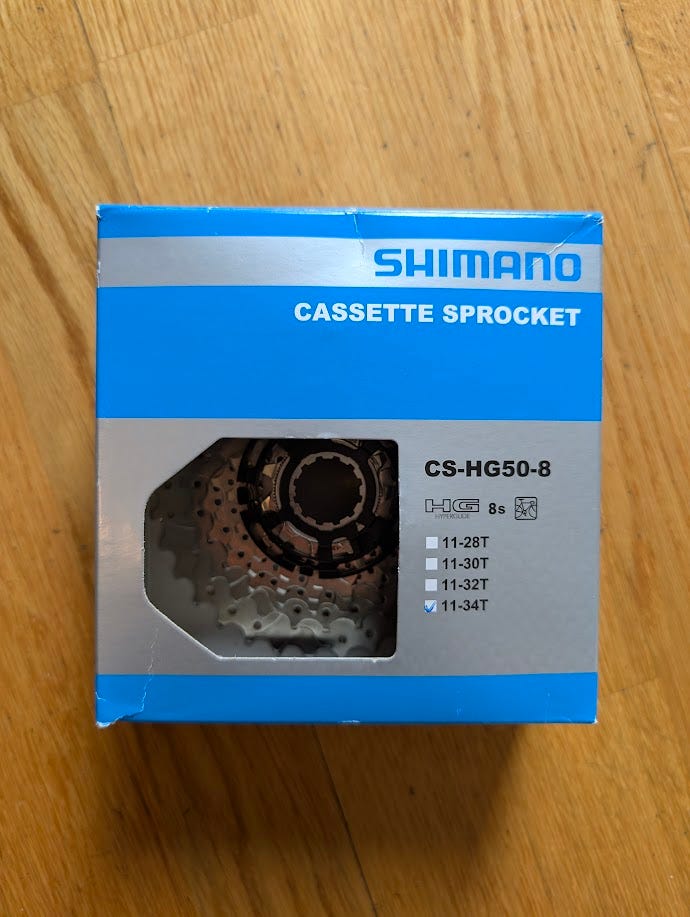 SHIMANO
CASSETTE SPROCKET
CS-HG50-8
HG 8s
HYPERGLIDE
11-28T
11-30T
11-32T
11-34T